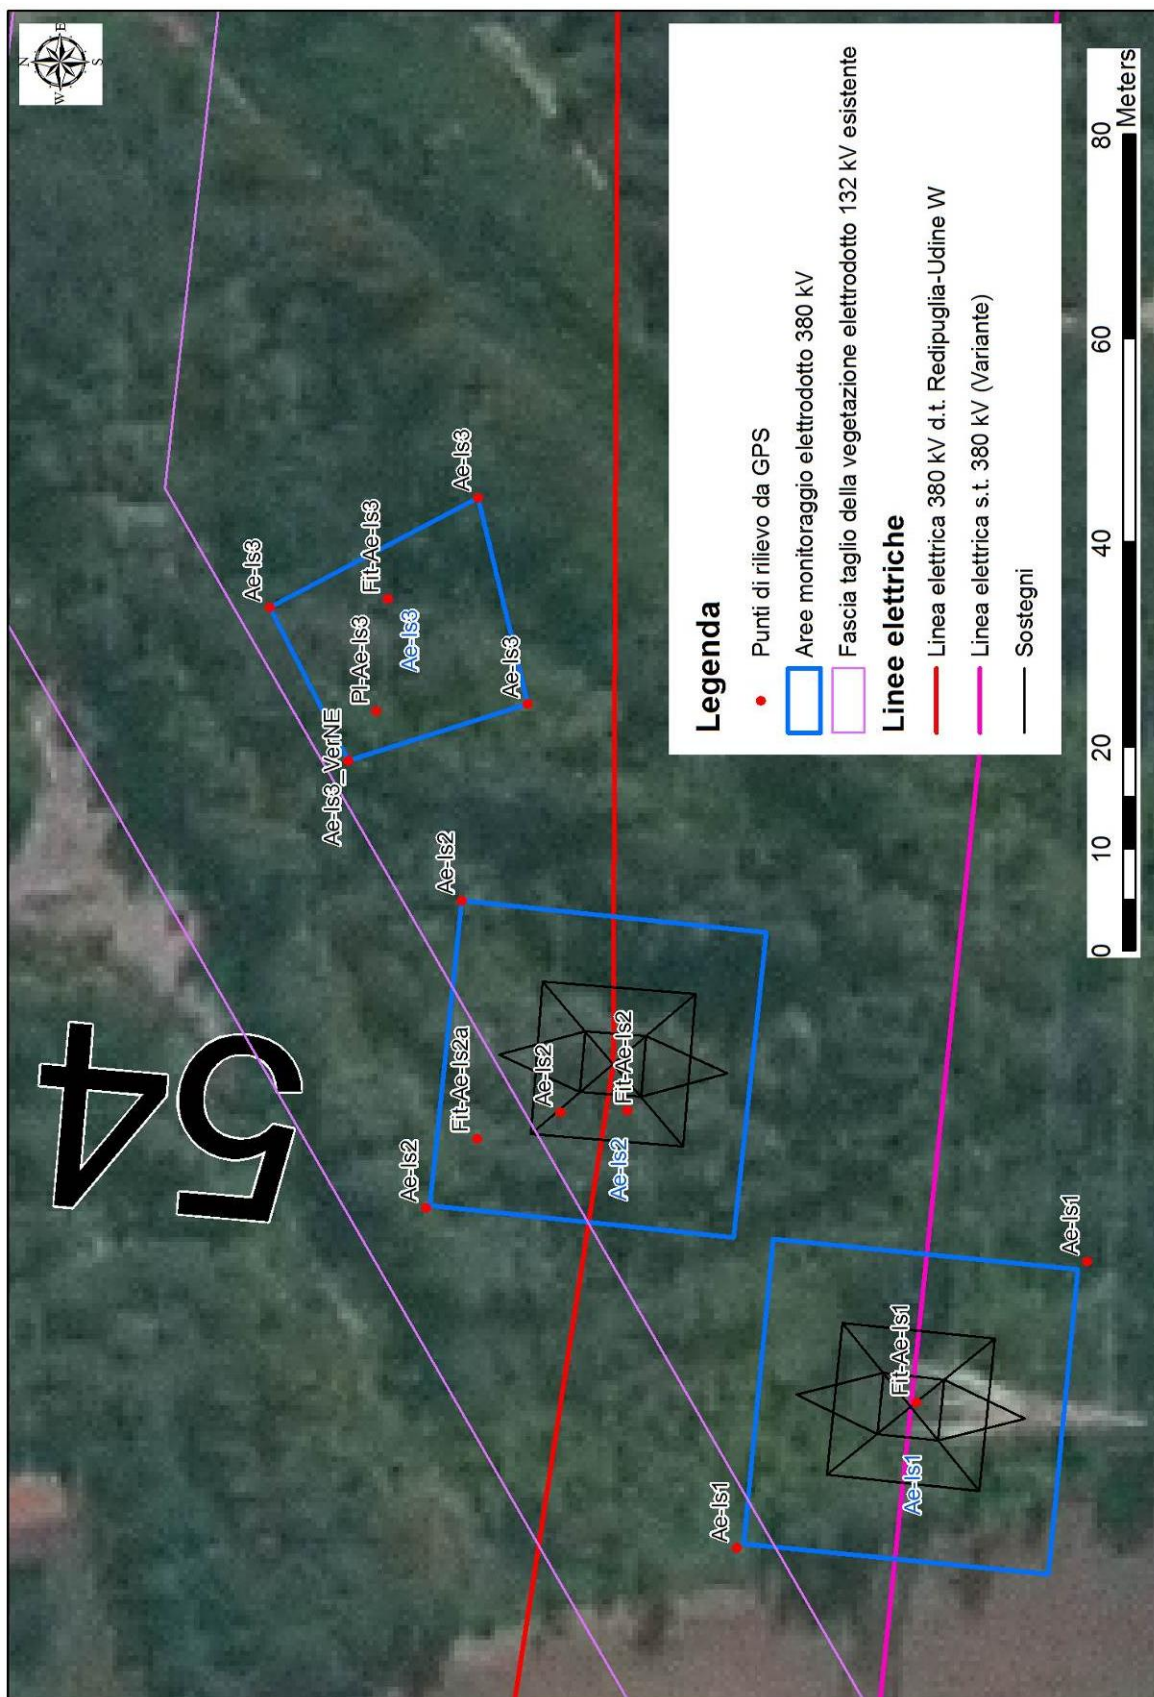 N
E
S
W
54
Ae-Is3
Ae-Is3_VerNE
Pl-Ae-Is3
Fit-Ae-Is3
Ae-Is3
Ae-Is3
Ae-Is3
Ae-Is2
Ae-Is2
Fit-Ae-Is2a
Ae-Is2
Fit-Ae-Is2
Ae-Is2
Ae-Is1
Fit-Ae-Is1
Ae-Is1
Ae-Is1
Legenda
Punti di rilievo da GPS
Aree monitoraggio elettrodotto 380 kV
Fascia taglio della vegetazione elettrodotto 132 kV esistente
Linee elettriche
Linea elettrica 380 kV d.t. Redipuglia-Udine W
Linea elettrica s.t. 380 kV (Variante)
Sostegni
0 10 20 40 60 80
Meters